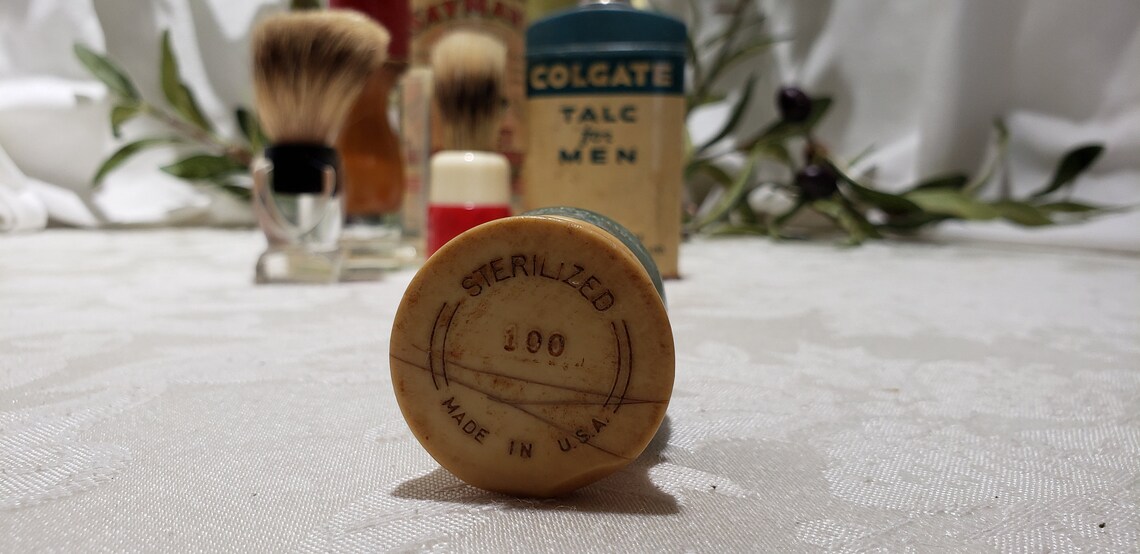 COLGATE
TALC
for
MEN
STERILIZED
100
MADE IN U.S.A.